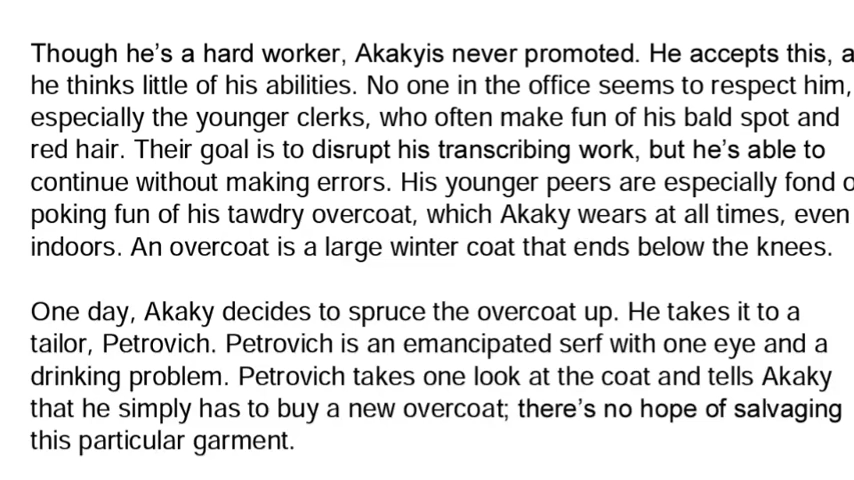 Though he's a hard worker, Akakyis never promoted. He accepts this, a
he thinks little of his abilities. No one in the office seems to respect him,
especially the younger clerks, who often make fun of his bald spot and
red hair. Their goal is to disrupt his transcribing work, but he's able to
continue without making errors. His younger peers are especially fond o
poking fun of his tawdry overcoat, which Akaky wears at all times, even
indoors. An overcoat is a large winter coat that ends below the knees.
One day, Akaky decides to spruce the overcoat up. He takes it to a
tailor, Petrovich. Petrovich is an emancipated serf with one eye and a
drinking problem. Petrovich takes one look at the coat and tells Akaky
that he simply has to buy a new overcoat; there's no hope of salvaging
this particular garment.